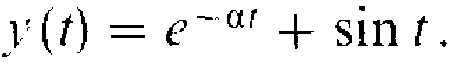 y(t) = e^{-αt} + sin t.